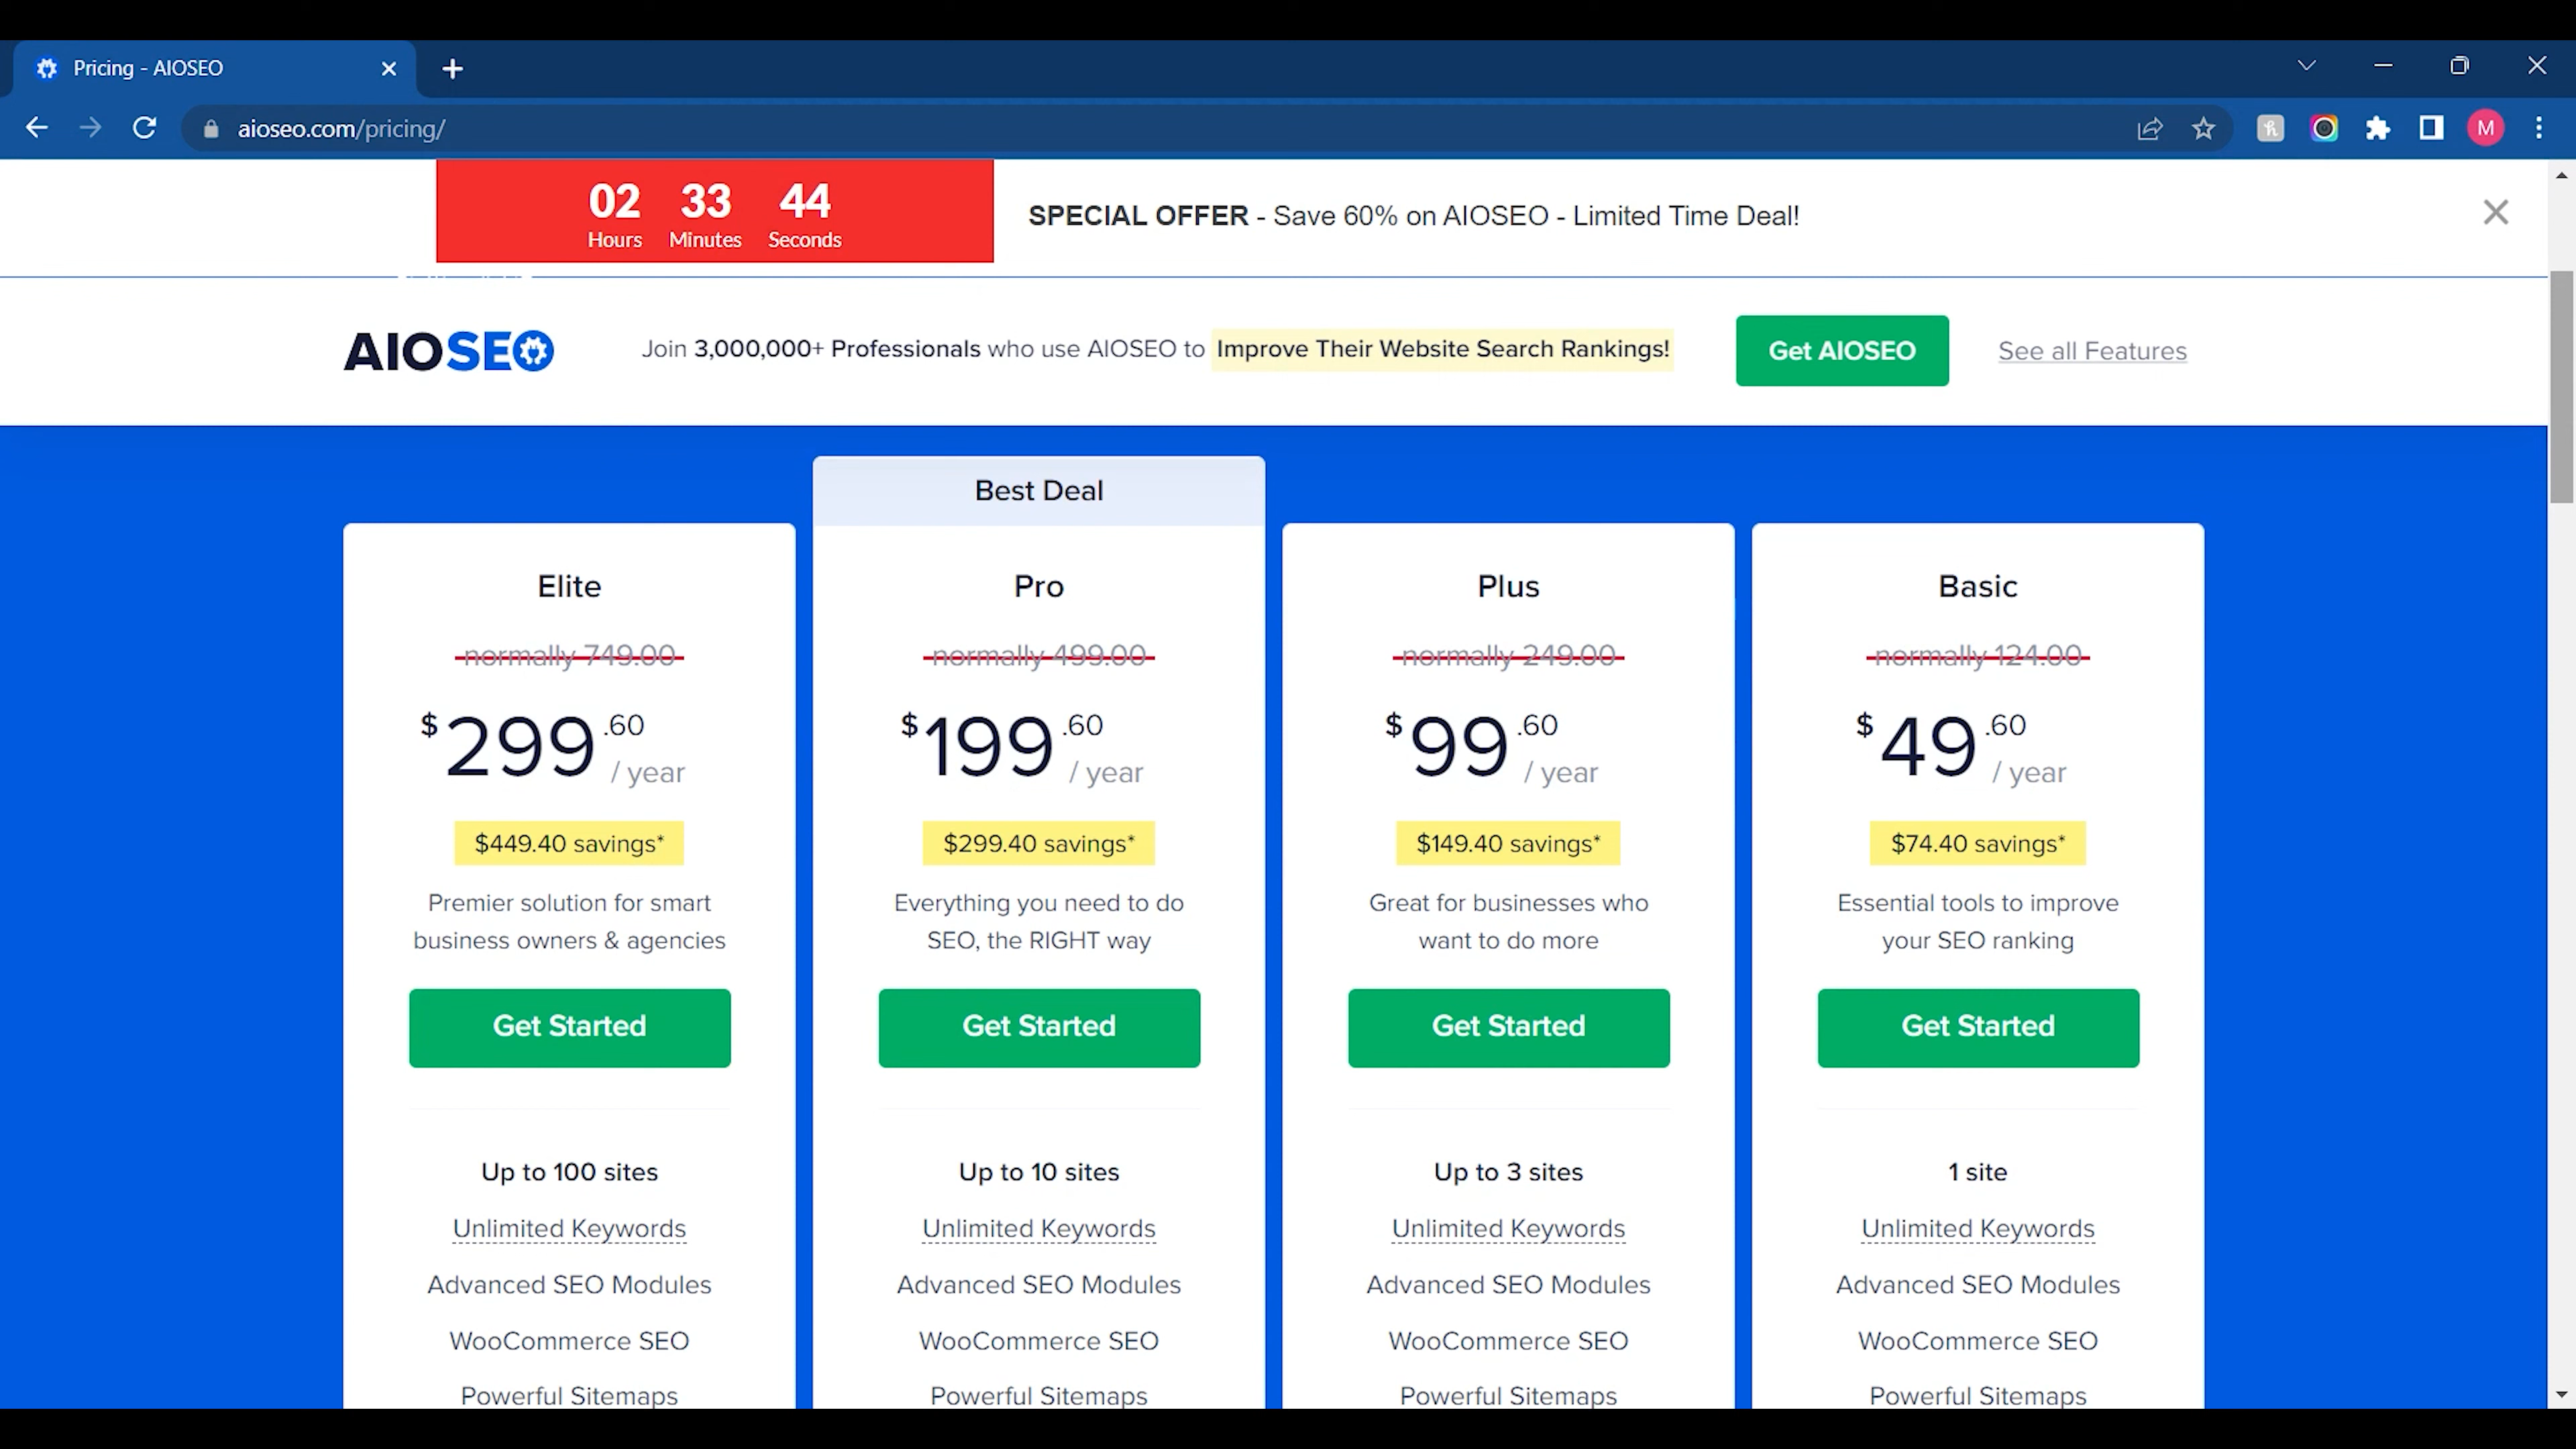 Pricing - AIOSEO
aioseo.com/pricing/
M
02 33 44
Hours Minutes Seconds
SPECIAL OFFER - Save 60% on AIOSEO - Limited Time Deal!
AIOSEO
Join 3,000,000+ Professionals who use AIOSEO to Improve Their Website Search Rankings!
Get AIOSEO
See all Features
Best Deal
Elite
normally 749.00
$299.60 / year
$449.40 savings*
Premier solution for smart
business owners & agencies
Get Started
Up to 100 sites
Unlimited Keywords
Advanced SEO Modules
WooCommerce SEO
Powerful Sitemaps
Pro
normally 499.00
$199.60 / year
$299.40 savings*
Everything you need to do
SEO, the RIGHT way
Get Started
Up to 10 sites
Unlimited Keywords
Advanced SEO Modules
WooCommerce SEO
Powerful Sitemaps
Plus
normally 249.00
$99.60 / year
$149.40 savings*
Great for businesses who
want to do more
Get Started
Up to 3 sites
Unlimited Keywords
Advanced SEO Modules
WooCommerce SEO
Powerful Sitemaps
Basic
normally 124.00
$49.60 / year
$74.40 savings*
Essential tools to improve
your SEO ranking
Get Started
1 site
Unlimited Keywords
Advanced SEO Modules
WooCommerce SEO
Powerful Sitemaps